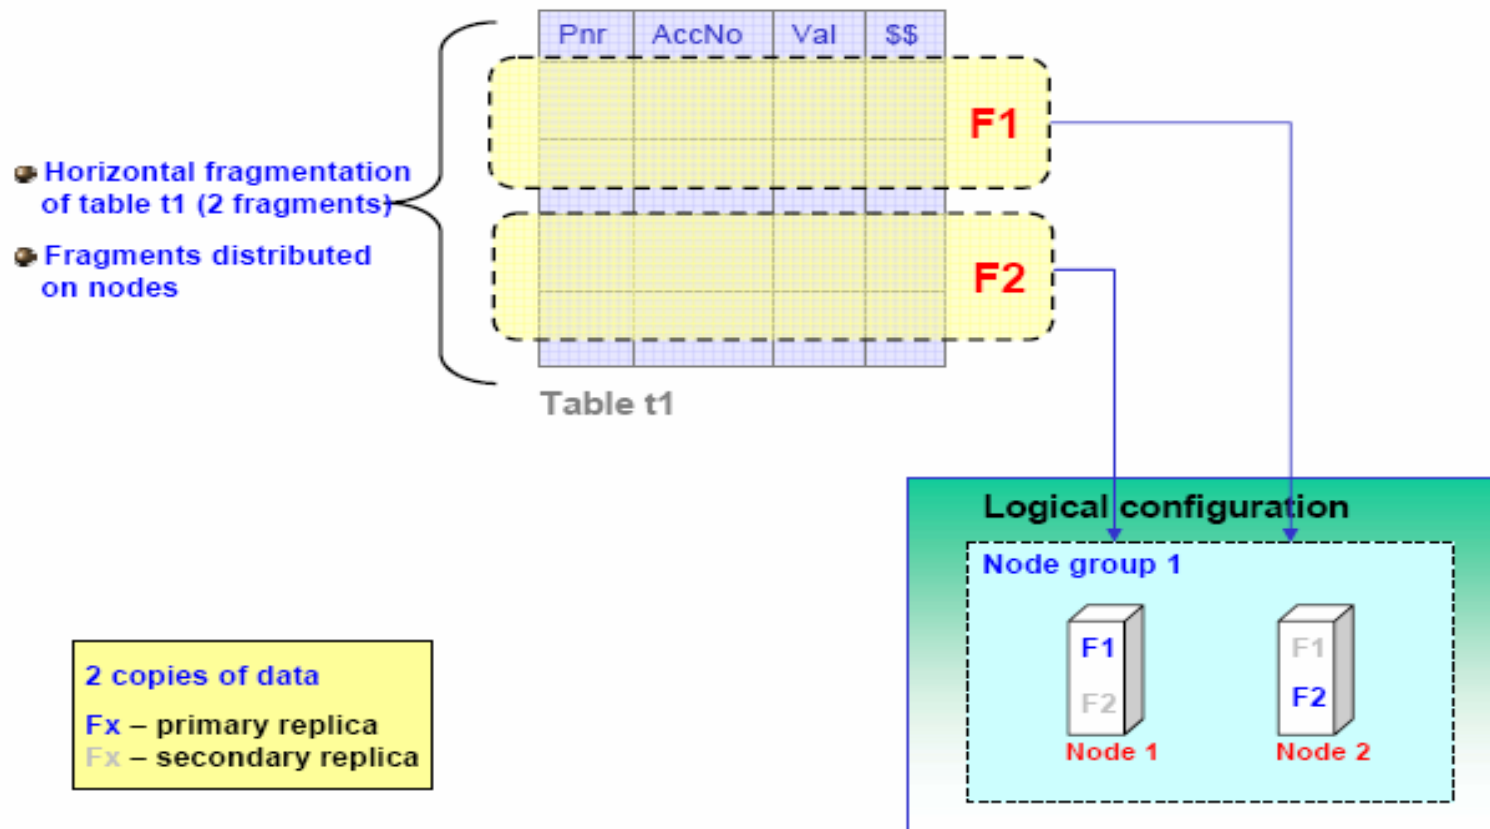 Pnr AccNo Val $$
F1
Horizontal fragmentation
of table t1 (2 fragments)
Fragments distributed
on nodes
F2
Table t1
Logical configuration
Node group 1
F1
F2
Node 1
F1
F2
Node 2
2 copies of data
Fx – primary replica
Fx – secondary replica